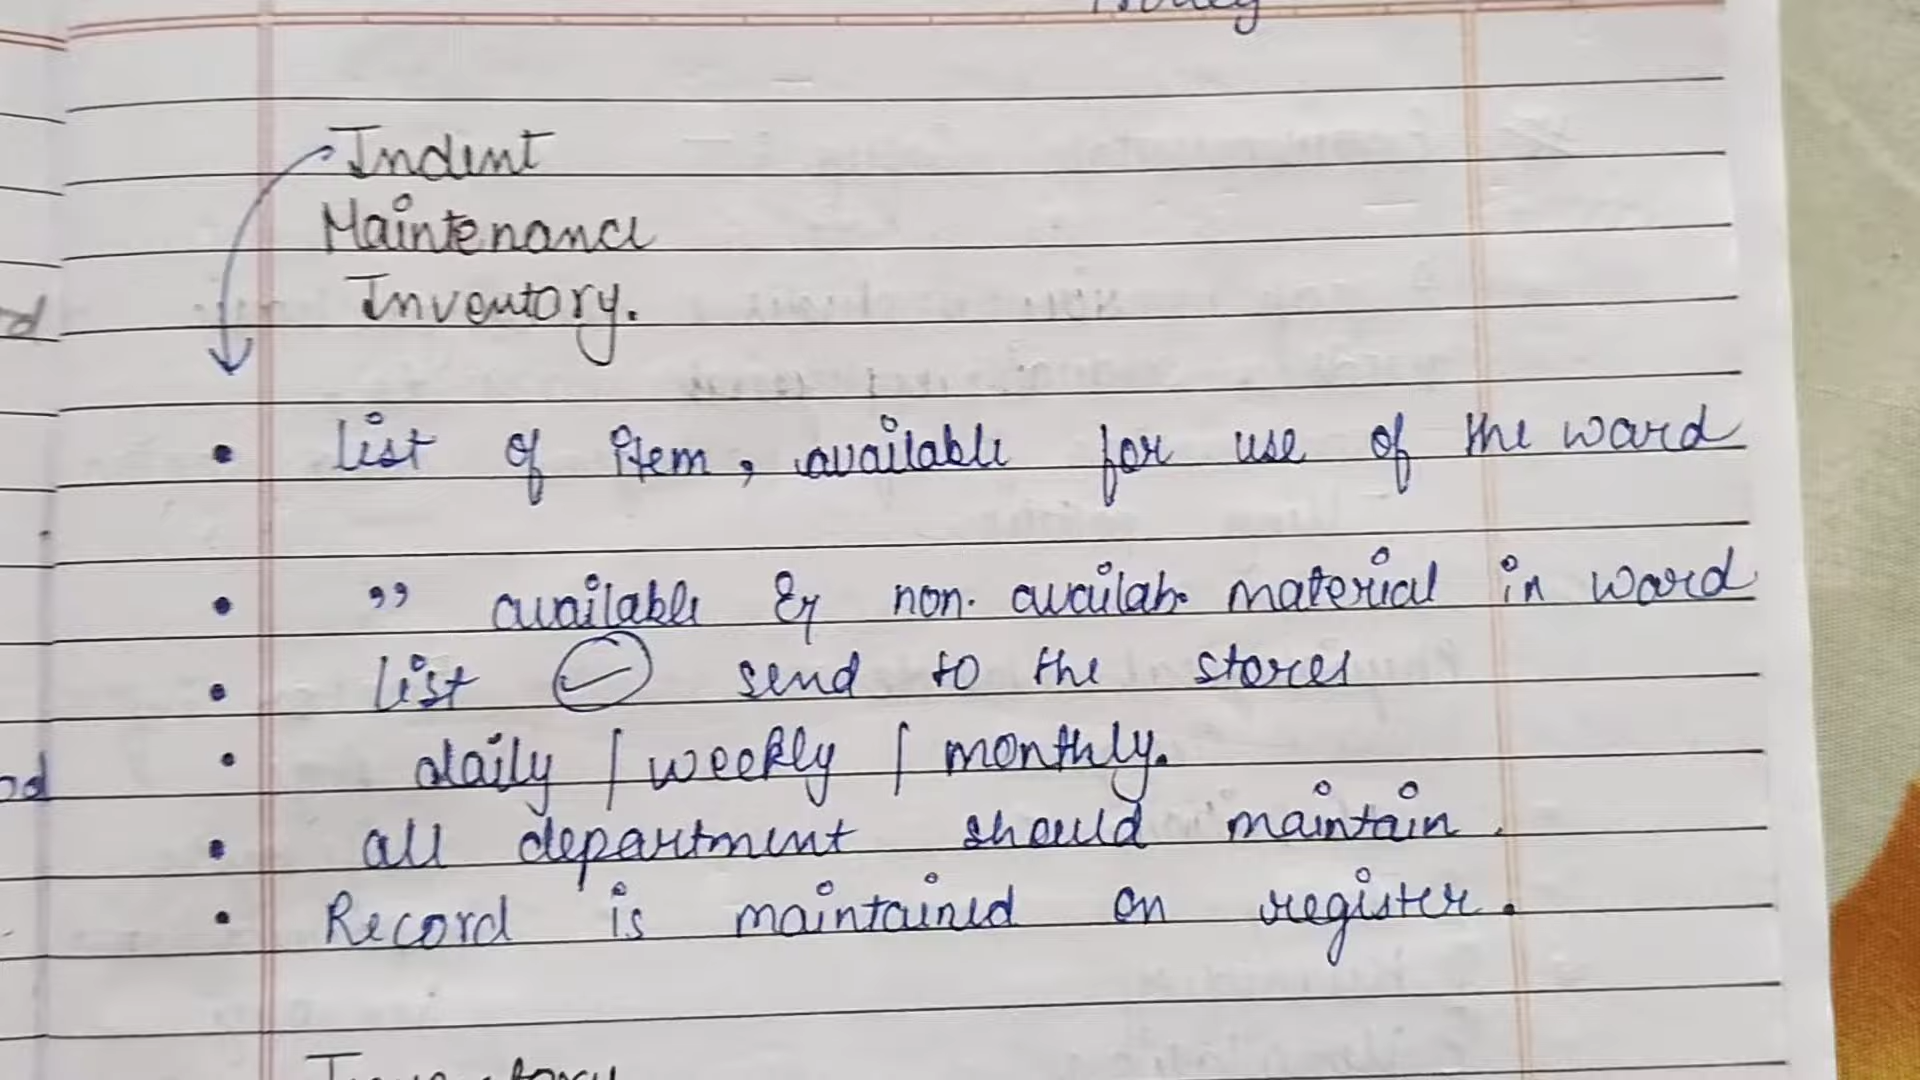 Indent
Maintenance
Inventory.
• list of item, available for use of the ward
• ,, available & non. availab. material in ward
• list send to the stores
• daily / weekly / monthly.
• all department should maintain.
• Record is maintained on register.